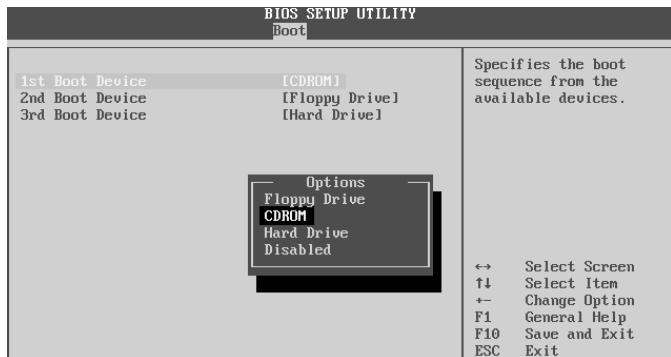 BIOS SETUP UTILITY
Boot
1st Boot Device [CDROM]
2nd Boot Device [Floppy Drive]
3rd Boot Device [Hard Drive]
Options
Floppy Drive
CDROM
Hard Drive
Disabled
Specifies the boot
sequence from the
available devices.
↔ Select Screen
↑↓ Select Item
+- Change Option
F1 General Help
F10 Save and Exit
ESC Exit